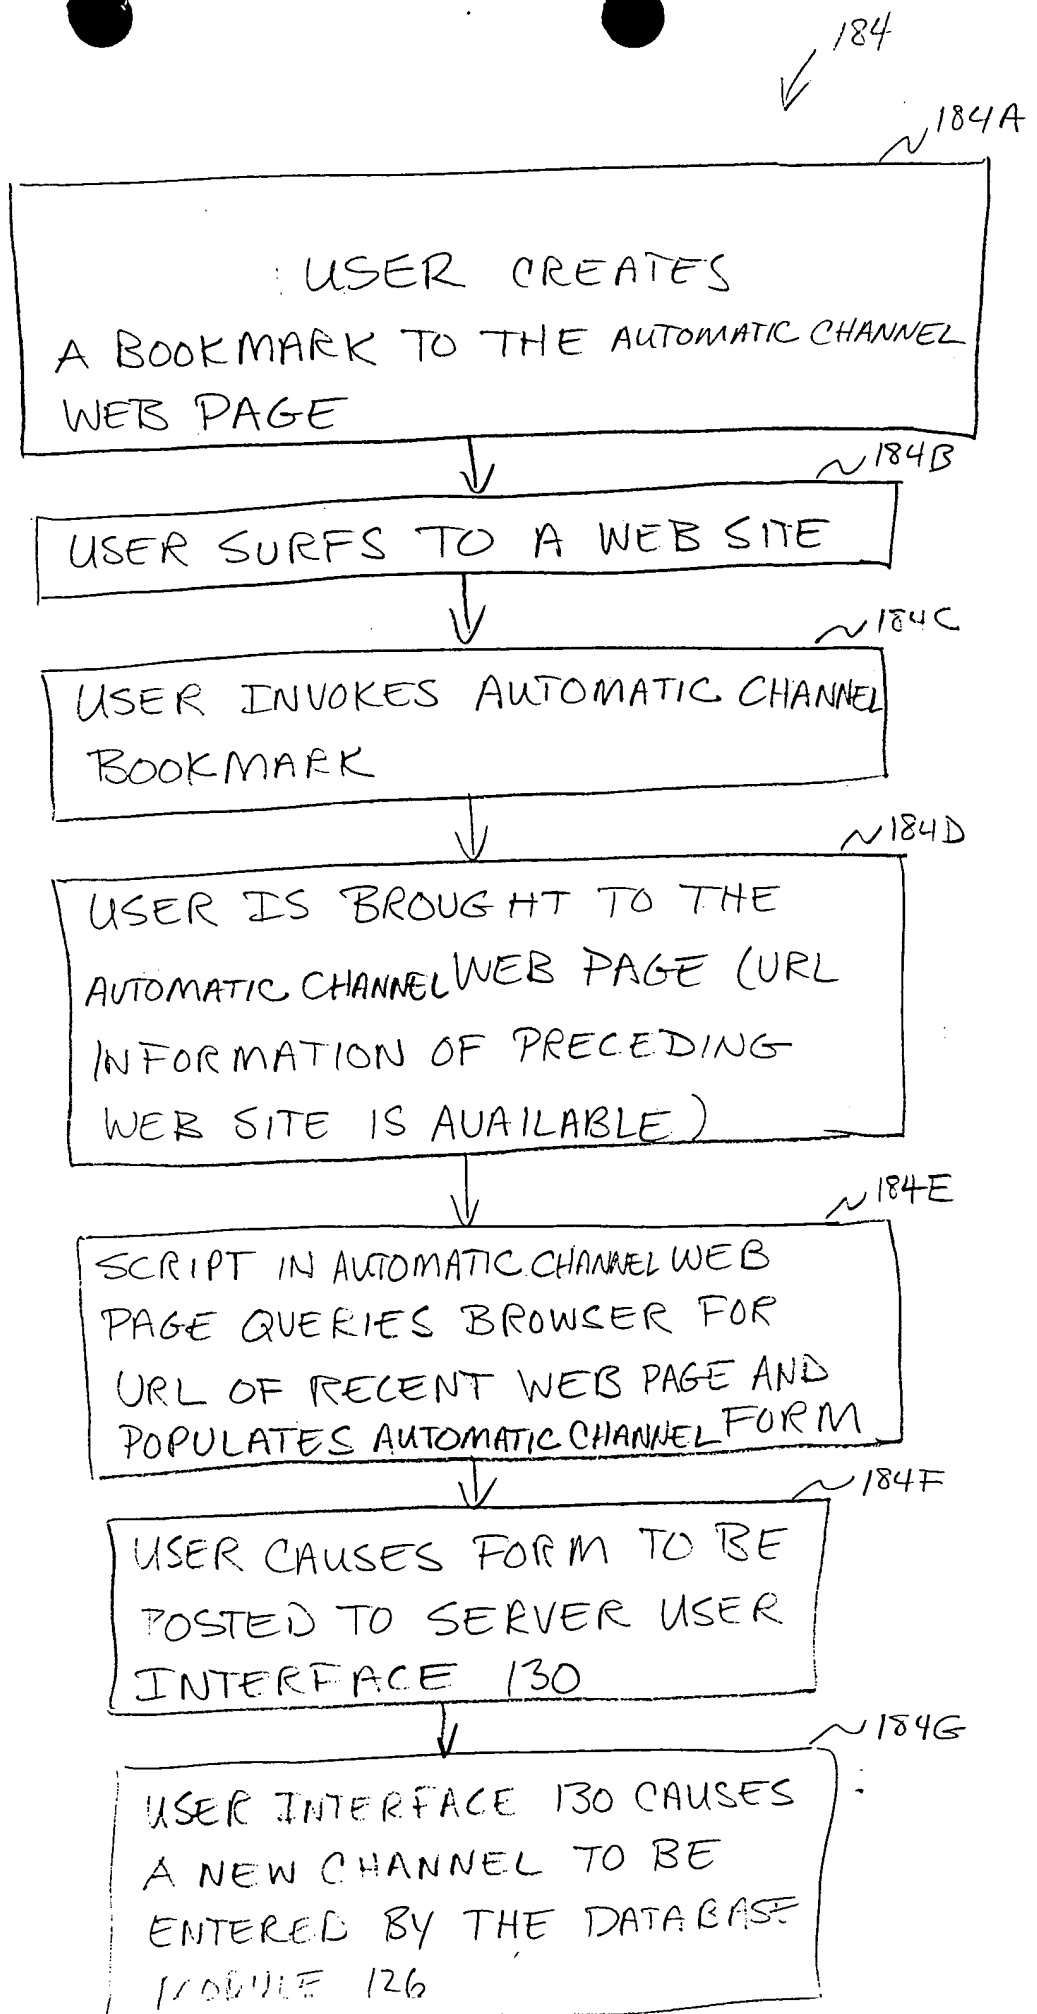 184
184A
USER CREATES
A BOOKMARK TO THE AUTOMATIC CHANNEL
WEB PAGE
184B
USER SURFS TO A WEB SITE
184C
USER INVOKES AUTOMATIC CHANNEL
BOOKMARK
184D
USER IS BROUGHT TO THE
AUTOMATIC CHANNEL WEB PAGE (URL
INFORMATION OF PRECEDING
WEB SITE IS AVAILABLE)
184E
SCRIPT IN AUTOMATIC CHANNEL WEB
PAGE QUERIES BROWSER FOR
URL OF RECENT WEB PAGE AND
POPULATES AUTOMATIC CHANNEL FORM
184F
USER CAUSES FORM TO BE
POSTED TO SERVER USER
INTERFACE 130
184G
USER INTERFACE 130 CAUSES
A NEW CHANNEL TO BE
ENTERED BY THE DATABASE
MODULE 126